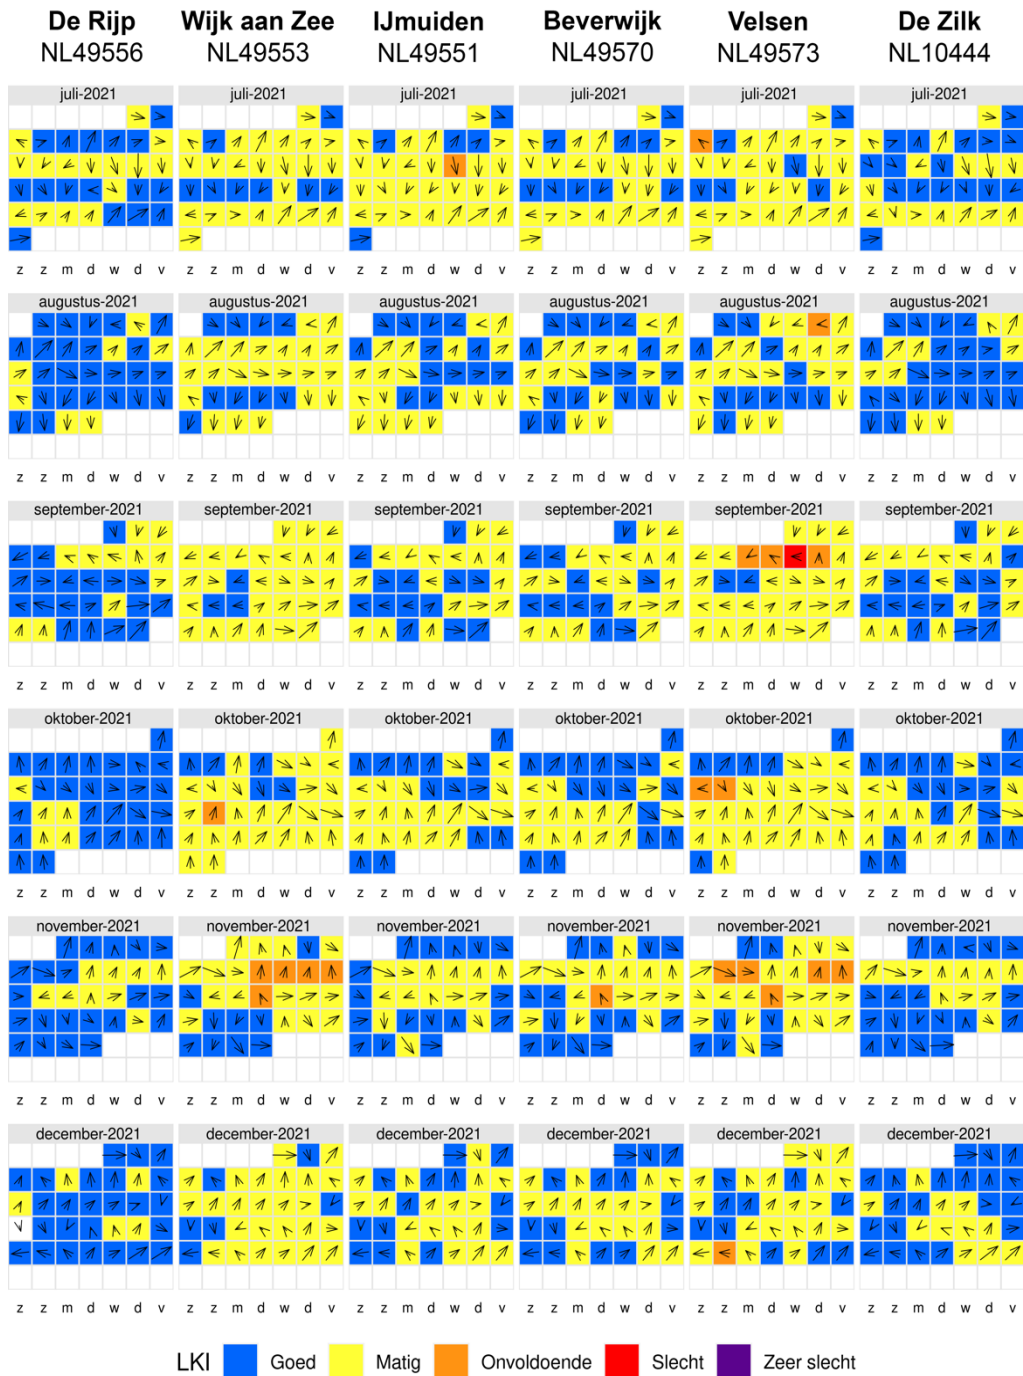 De Rijp Wijk aan Zee IJmuiden Beverwijk Velsen De Zilk
NL49556 NL49553 NL49551 NL49570 NL49573 NL10444
juli-2021 juli-2021 juli-2021 juli-2021 juli-2021 juli-2021
z z m d w d v z z m d w d v z z m d w d v z z m d w d v z z m d w d v z z m d w d v
augustus-2021 augustus-2021 augustus-2021 augustus-2021 augustus-2021 augustus-2021
z z m d w d v z z m d w d v z z m d w d v z z m d w d v z z m d w d v z z m d w d v
september-2021 september-2021 september-2021 september-2021 september-2021 september-2021
z z m d w d v z z m d w d v z z m d w d v z z m d w d v z z m d w d v z z m d w d v
oktober-2021 oktober-2021 oktober-2021 oktober-2021 oktober-2021 oktober-2021
z z m d w d v z z m d w d v z z m d w d v z z m d w d v z z m d w d v z z m d w d v
november-2021 november-2021 november-2021 november-2021 november-2021 november-2021
z z m d w d v z z m d w d v z z m d w d v z z m d w d v z z m d w d v z z m d w d v
december-2021 december-2021 december-2021 december-2021 december-2021 december-2021
z z m d w d v z z m d w d v z z m d w d v z z m d w d v z z m d w d v z z m d w d v
LKI Goed Matig Onvoldoende Slecht Zeer slecht